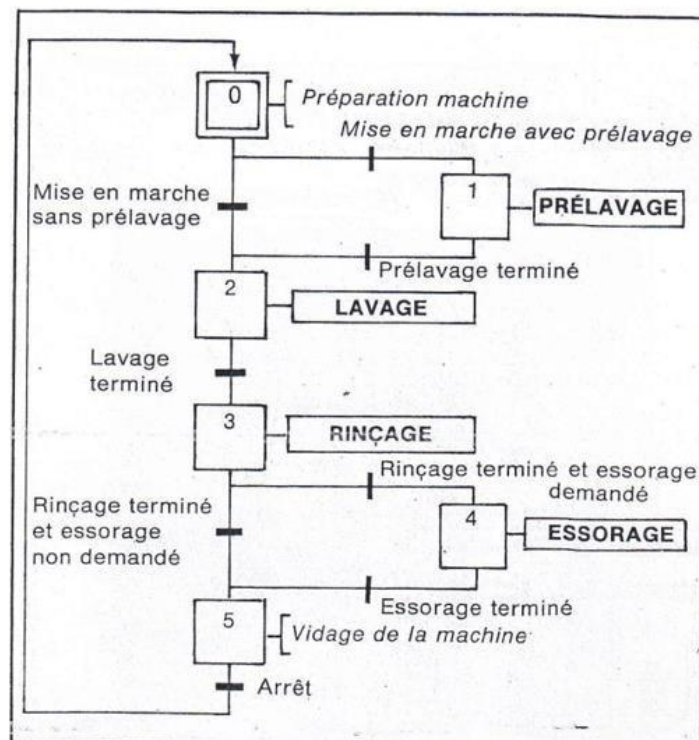 0
Préparation machine
Mise en marche avec prélavage
Mise en marche
sans prélavage
1
PRÉLAVAGE
Prélavage terminé
2
LAVAGE
Lavage
terminé
3
RINÇAGE
Rinçage terminé et essorage
demandé
Rinçage terminé
et essorage
non demandé
4
ESSORAGE
Essorage terminé
5
Vidage de la machine
Arrêt